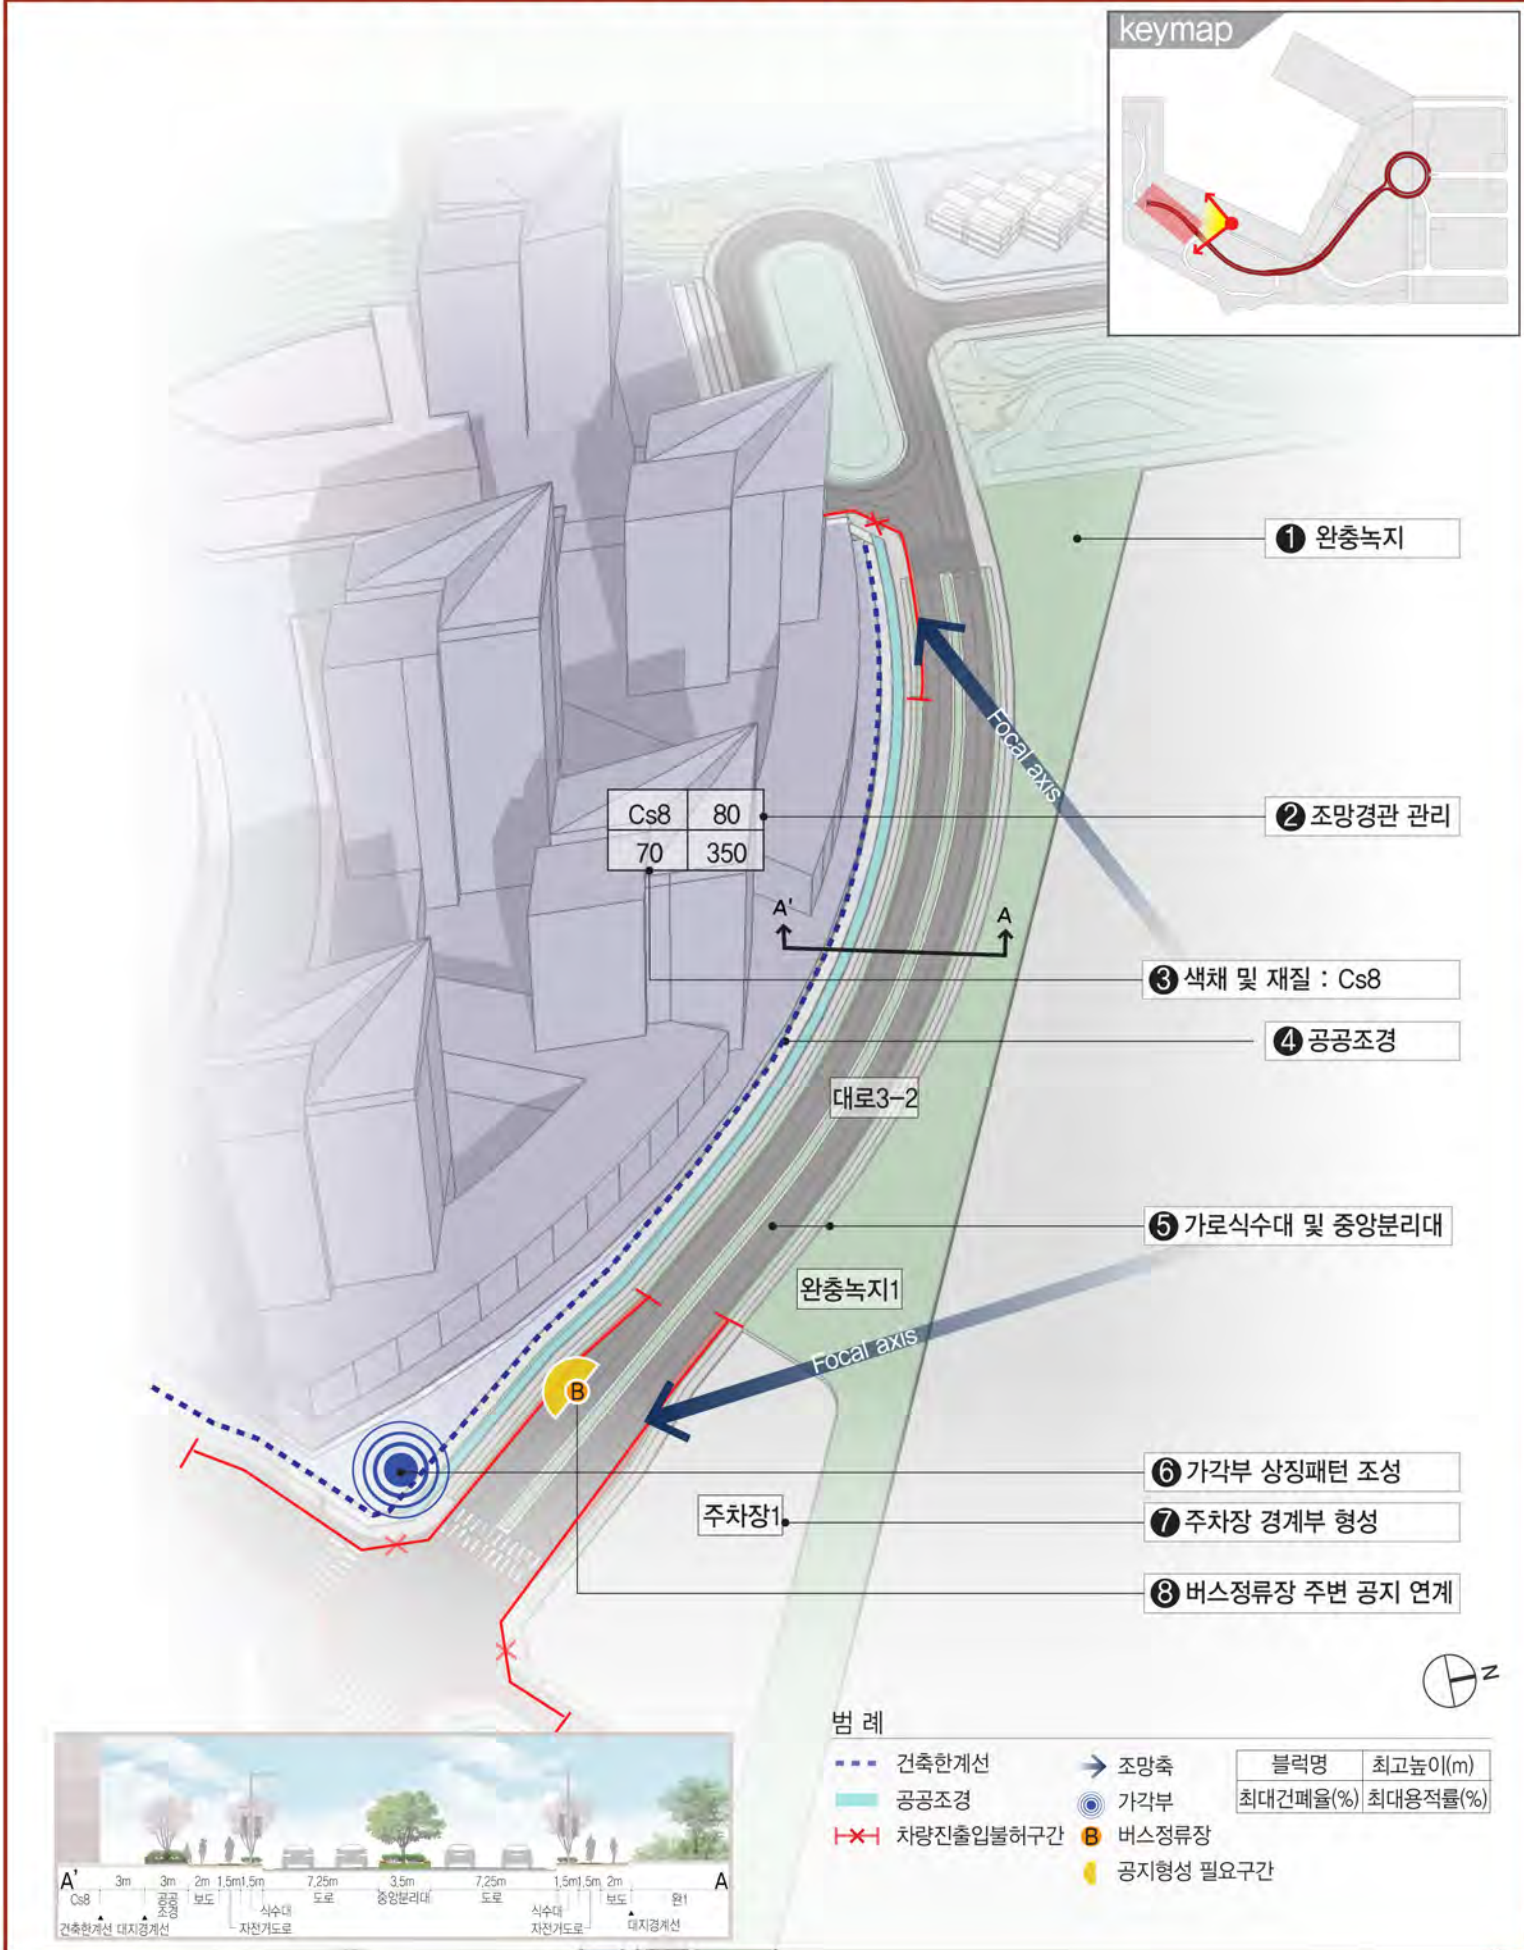 keymap
❶ 완충녹지
Focal axis
❷ 조망경관 관리
Cs8 80
70 350
A' A
❸ 색채 및 재질 : Cs8
❹ 공공조경
대로3-2
❺ 가로식수대 및 중앙분리대
완충녹지1
Focal axis
B
❻ 가각부 상징패턴 조성
주차장1
❼ 주차장 경계부 형성
❽ 버스정류장 주변 공지 연계
N
범 례
건축한계선
공공조경
차량진출입불허구간
조망축
가각부
B 버스정류장
공지형성 필요구간
블럭명 최고높이(m)
최대건폐율(%) 최대용적률(%)
A' 3m 3m 2m 1,5m 1,5m 7,25m 3,5m 7,25m 1,5m 1,5m 2m A
Cs8 공공 보도 도로 중앙분리대 도로 보도 완1
조경 식수대 식수대
건축한계선 대지경계선 자전거도로 자전거도로 대지경계선